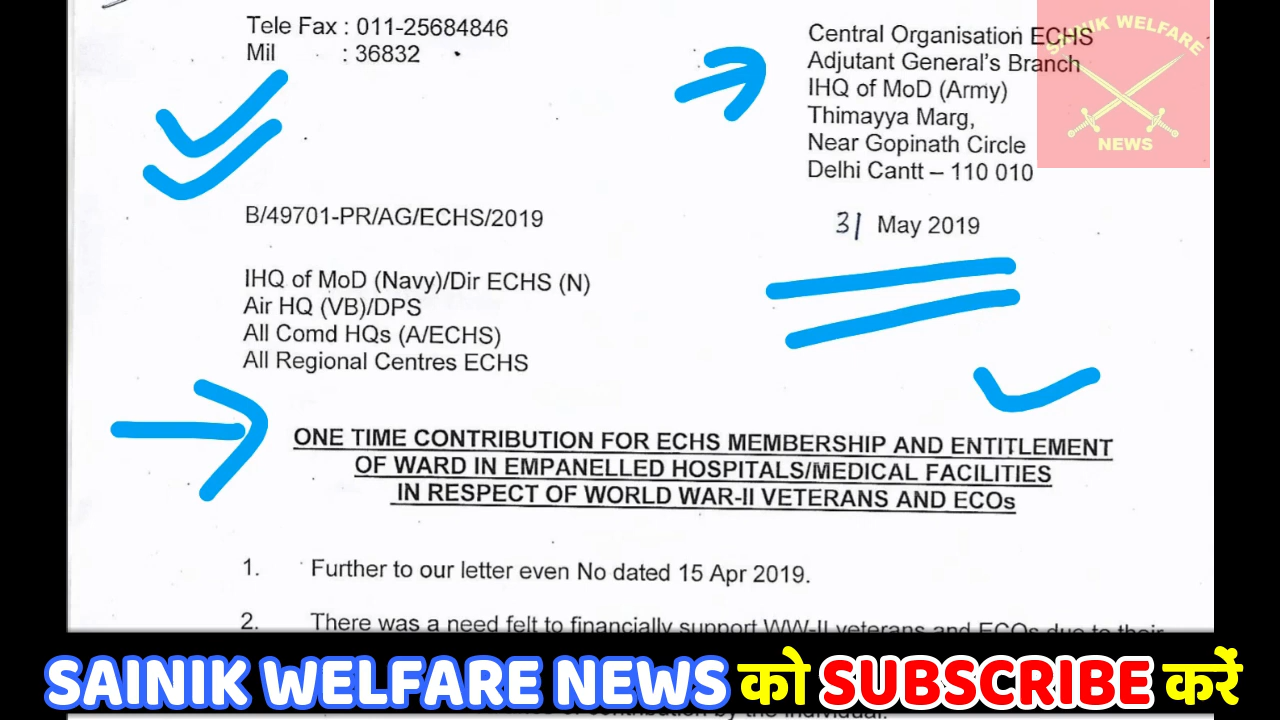 Tele Fax : 011-25684846
Mil : 36832
Central Organisation ECHS
Adjutant General's Branch
IHQ of MoD (Army)
Thimayya Marg,
Near Gopinath Circle
Delhi Cantt – 110 010
SAINIK WELFARE
NEWS
B/49701-PR/AG/ECHS/2019
31 May 2019
IHQ of MoD (Navy)/Dir ECHS (N)
Air HQ (VB)/DPS
All Comd HQs (A/ECHS)
All Regional Centres ECHS
ONE TIME CONTRIBUTION FOR ECHS MEMBERSHIP AND ENTITLEMENT
OF WARD IN EMPANELLED HOSPITALS/MEDICAL FACILITIES
IN RESPECT OF WORLD WAR-II VETERANS AND ECOs
1. Further to our letter even No dated 15 Apr 2019.
2. There was a need felt to financially support WW-II veterans and ECOs due to their
SAINIK WELFARE NEWS को SUBSCRIBE करें
contribution by the individual.